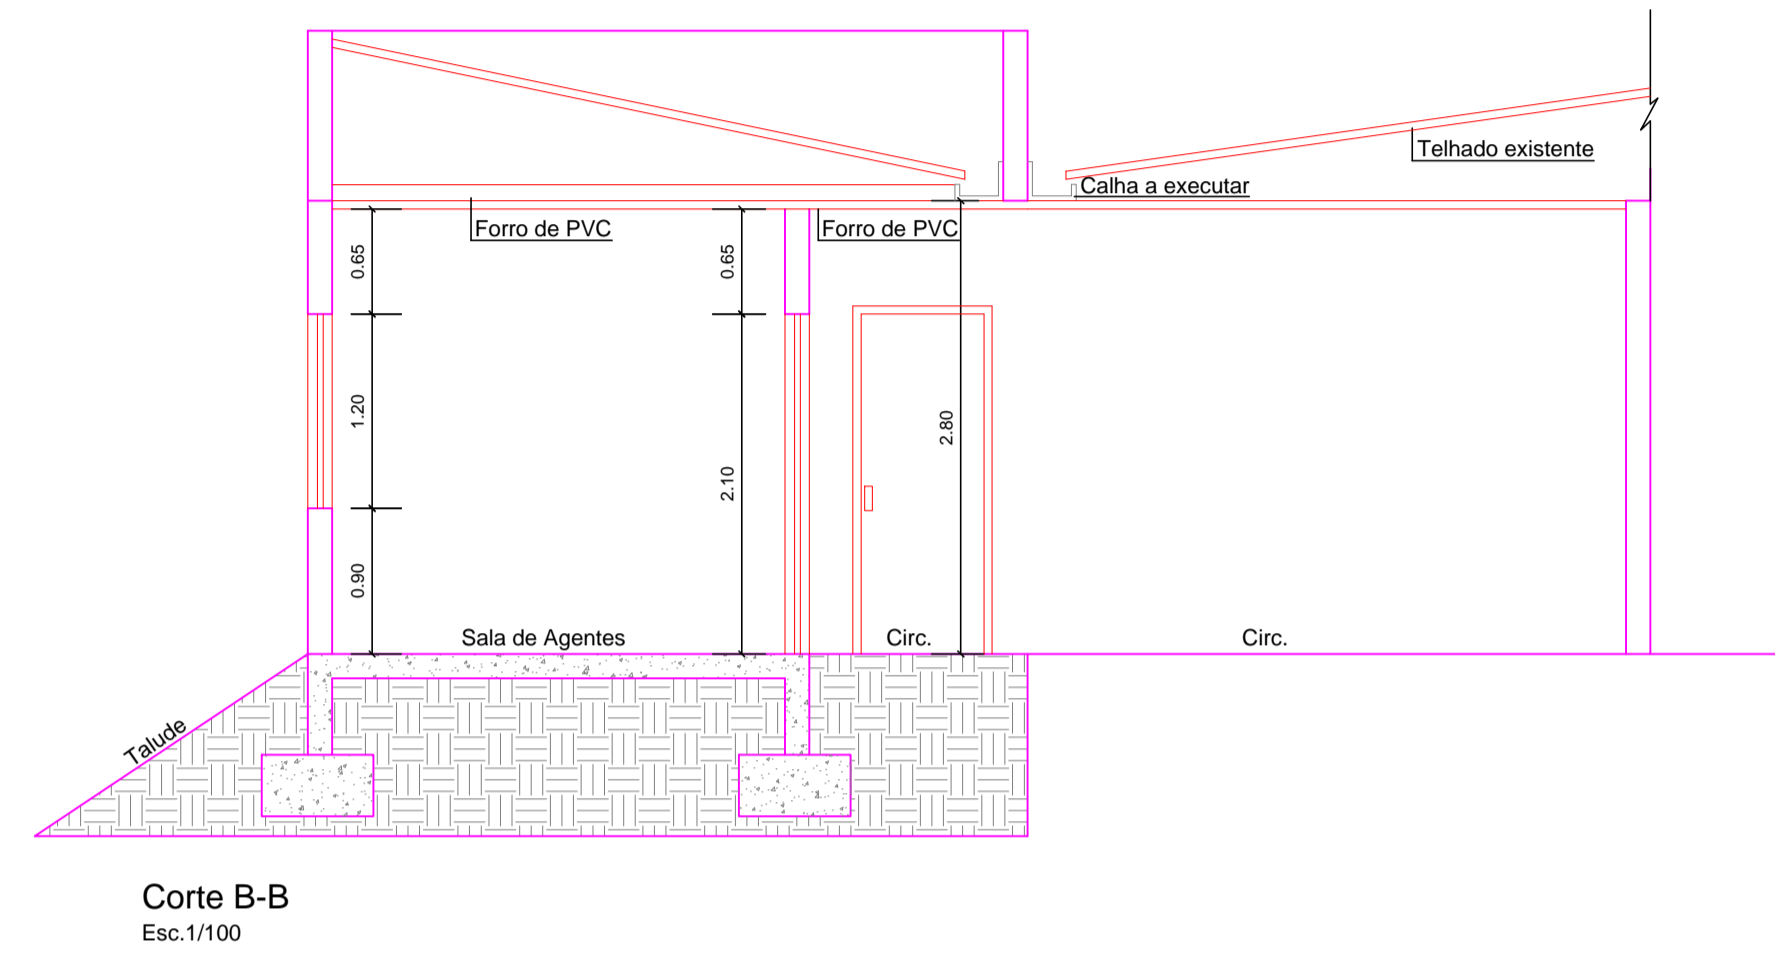 Telhado existente
Calha a executar
Forro de PVC
Forro de PVC
0.65
0.65
1.20
2.80
2.10
0.90
Sala de Agentes
Circ.
Circ.
Talude
Corte B-B
Esc.1/100